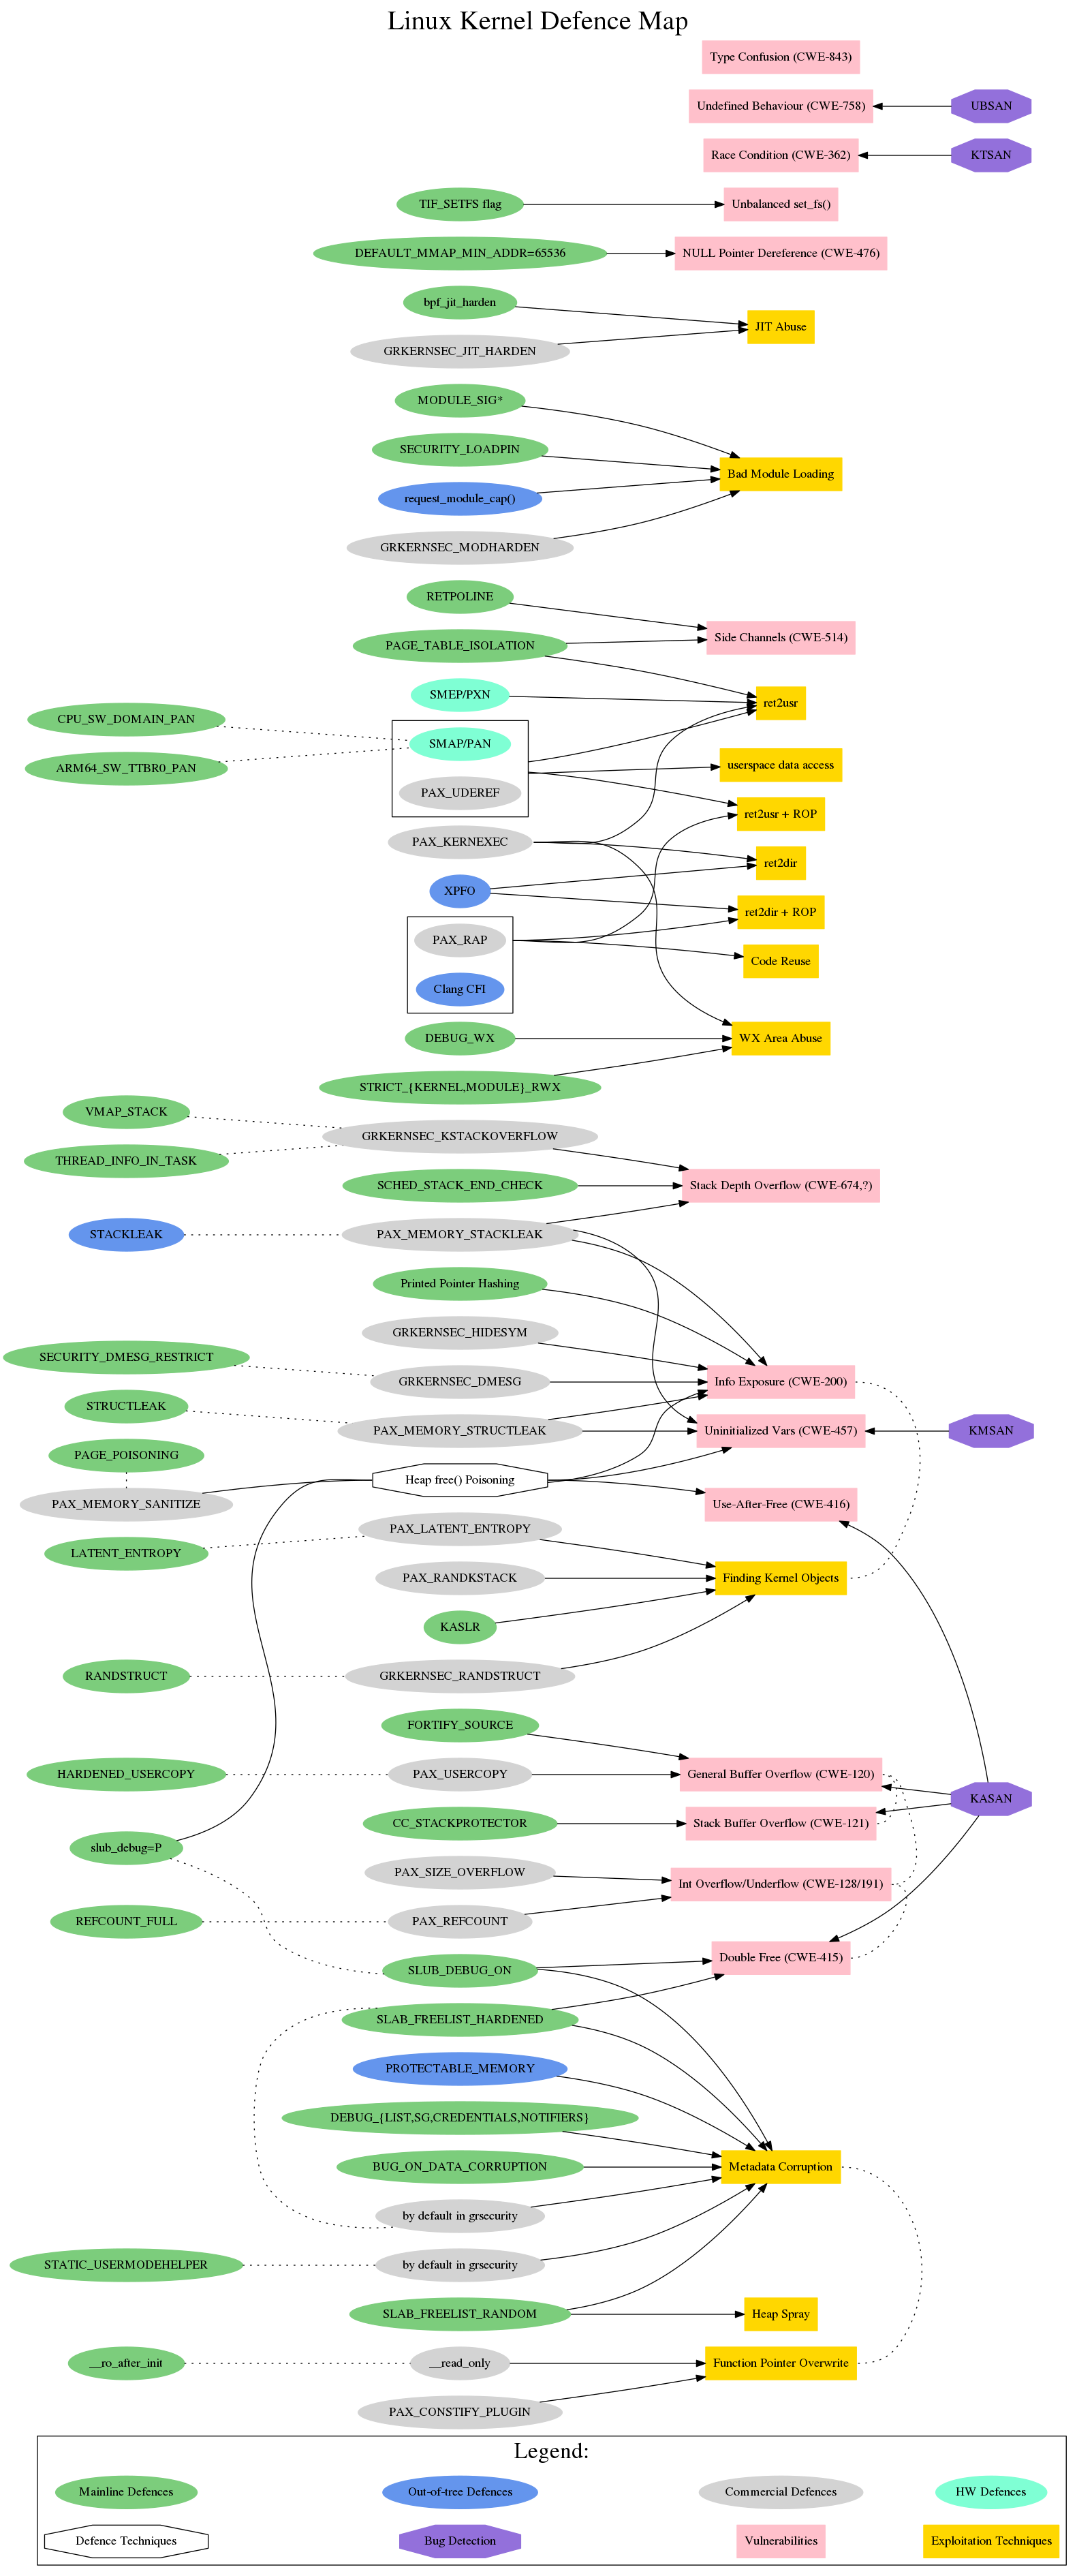 Linux Kernel Defence Map
Type Confusion (CWE-843)
Undefined Behaviour (CWE-758)
UBSAN
Race Condition (CWE-362)
KTSAN
TIF_SETFS flag
Unbalanced set_fs()
DEFAULT_MMAP_MIN_ADDR=65536
NULL Pointer Dereference (CWE-476)
bpf_jit_harden
JIT Abuse
GRKERNSEC_JIT_HARDEN
MODULE_SIG*
SECURITY_LOADPIN
Bad Module Loading
request_module_cap()
GRKERNSEC_MODHARDEN
RETPOLINE
Side Channels (CWE-514)
PAGE_TABLE_ISOLATION
SMEP/PXN
ret2usr
CPU_SW_DOMAIN_PAN
SMAP/PAN
ARM64_SW_TTBR0_PAN
userspace data access
PAX_UDEREF
ret2usr + ROP
PAX_KERNEXEC
ret2dir
XPFO
ret2dir + ROP
PAX_RAP
Code Reuse
Clang CFI
DEBUG_WX
WX Area Abuse
STRICT_{KERNEL,MODULE}_RWX
VMAP_STACK
GRKERNSEC_KSTACKOVERFLOW
THREAD_INFO_IN_TASK
SCHED_STACK_END_CHECK
Stack Depth Overflow (CWE-674,?)
STACKLEAK
PAX_MEMORY_STACKLEAK
Printed Pointer Hashing
GRKERNSEC_HIDESYM
SECURITY_DMESG_RESTRICT
GRKERNSEC_DMESG
Info Exposure (CWE-200)
STRUCTLEAK
PAX_MEMORY_STRUCTLEAK
Uninitialized Vars (CWE-457)
KMSAN
PAGE_POISONING
Heap free() Poisoning
PAX_MEMORY_SANITIZE
Use-After-Free (CWE-416)
PAX_LATENT_ENTROPY
LATENT_ENTROPY
PAX_RANDKSTACK
Finding Kernel Objects
KASLR
RANDSTRUCT
GRKERNSEC_RANDSTRUCT
FORTIFY_SOURCE
HARDENED_USERCOPY
PAX_USERCOPY
General Buffer Overflow (CWE-120)
KASAN
CC_STACKPROTECTOR
Stack Buffer Overflow (CWE-121)
slub_debug=P
PAX_SIZE_OVERFLOW
Int Overflow/Underflow (CWE-128/191)
REFCOUNT_FULL
PAX_REFCOUNT
Double Free (CWE-415)
SLUB_DEBUG_ON
SLAB_FREELIST_HARDENED
PROTECTABLE_MEMORY
DEBUG_{LIST,SG,CREDENTIALS,NOTIFIERS}
BUG_ON_DATA_CORRUPTION
Metadata Corruption
by default in grsecurity
STATIC_USERMODEHELPER
by default in grsecurity
SLAB_FREELIST_RANDOM
Heap Spray
__ro_after_init
__read_only
Function Pointer Overwrite
PAX_CONSTIFY_PLUGIN
Legend:
Mainline Defences
Out-of-tree Defences
Commercial Defences
HW Defences
Defence Techniques
Bug Detection
Vulnerabilities
Exploitation Techniques